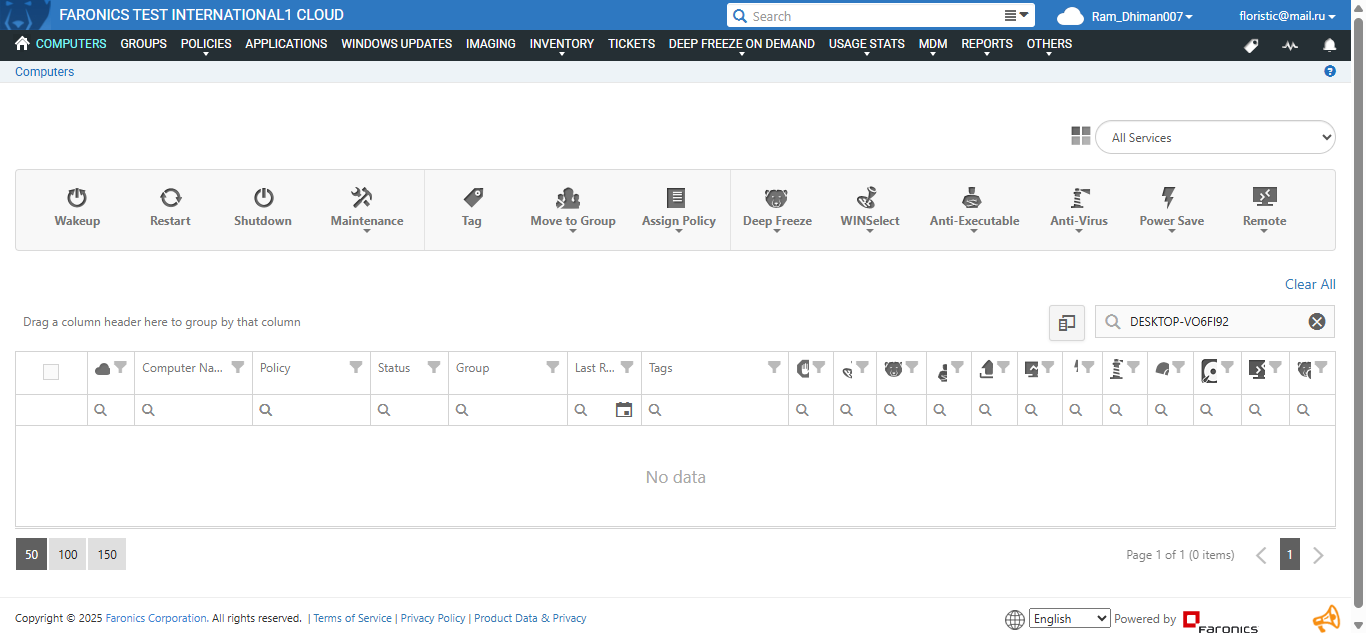 FARONICS TEST INTERNATIONAL1 CLOUD
Search
Ram_Dhiman007
floristic@mail.ru
COMPUTERS GROUPS POLICIES APPLICATIONS WINDOWS UPDATES IMAGING INVENTORY TICKETS DEEP FREEZE ON DEMAND USAGE STATS MDM REPORTS OTHERS
Computers
All Services
Wakeup Restart Shutdown Maintenance Tag Move to Group Assign Policy Deep Freeze WINSelect Anti-Executable Anti-Virus Power Save Remote
Clear All
Drag a column header here to group by that column
DESKTOP-VO6FI92
Computer Na... Policy Status Group Last R... Tags
No data
50 100 150
Page 1 of 1 (0 items) 1
Copyright © 2025 Faronics Corporation. All rights reserved. | Terms of Service | Privacy Policy | Product Data & Privacy
English Powered by Faronics